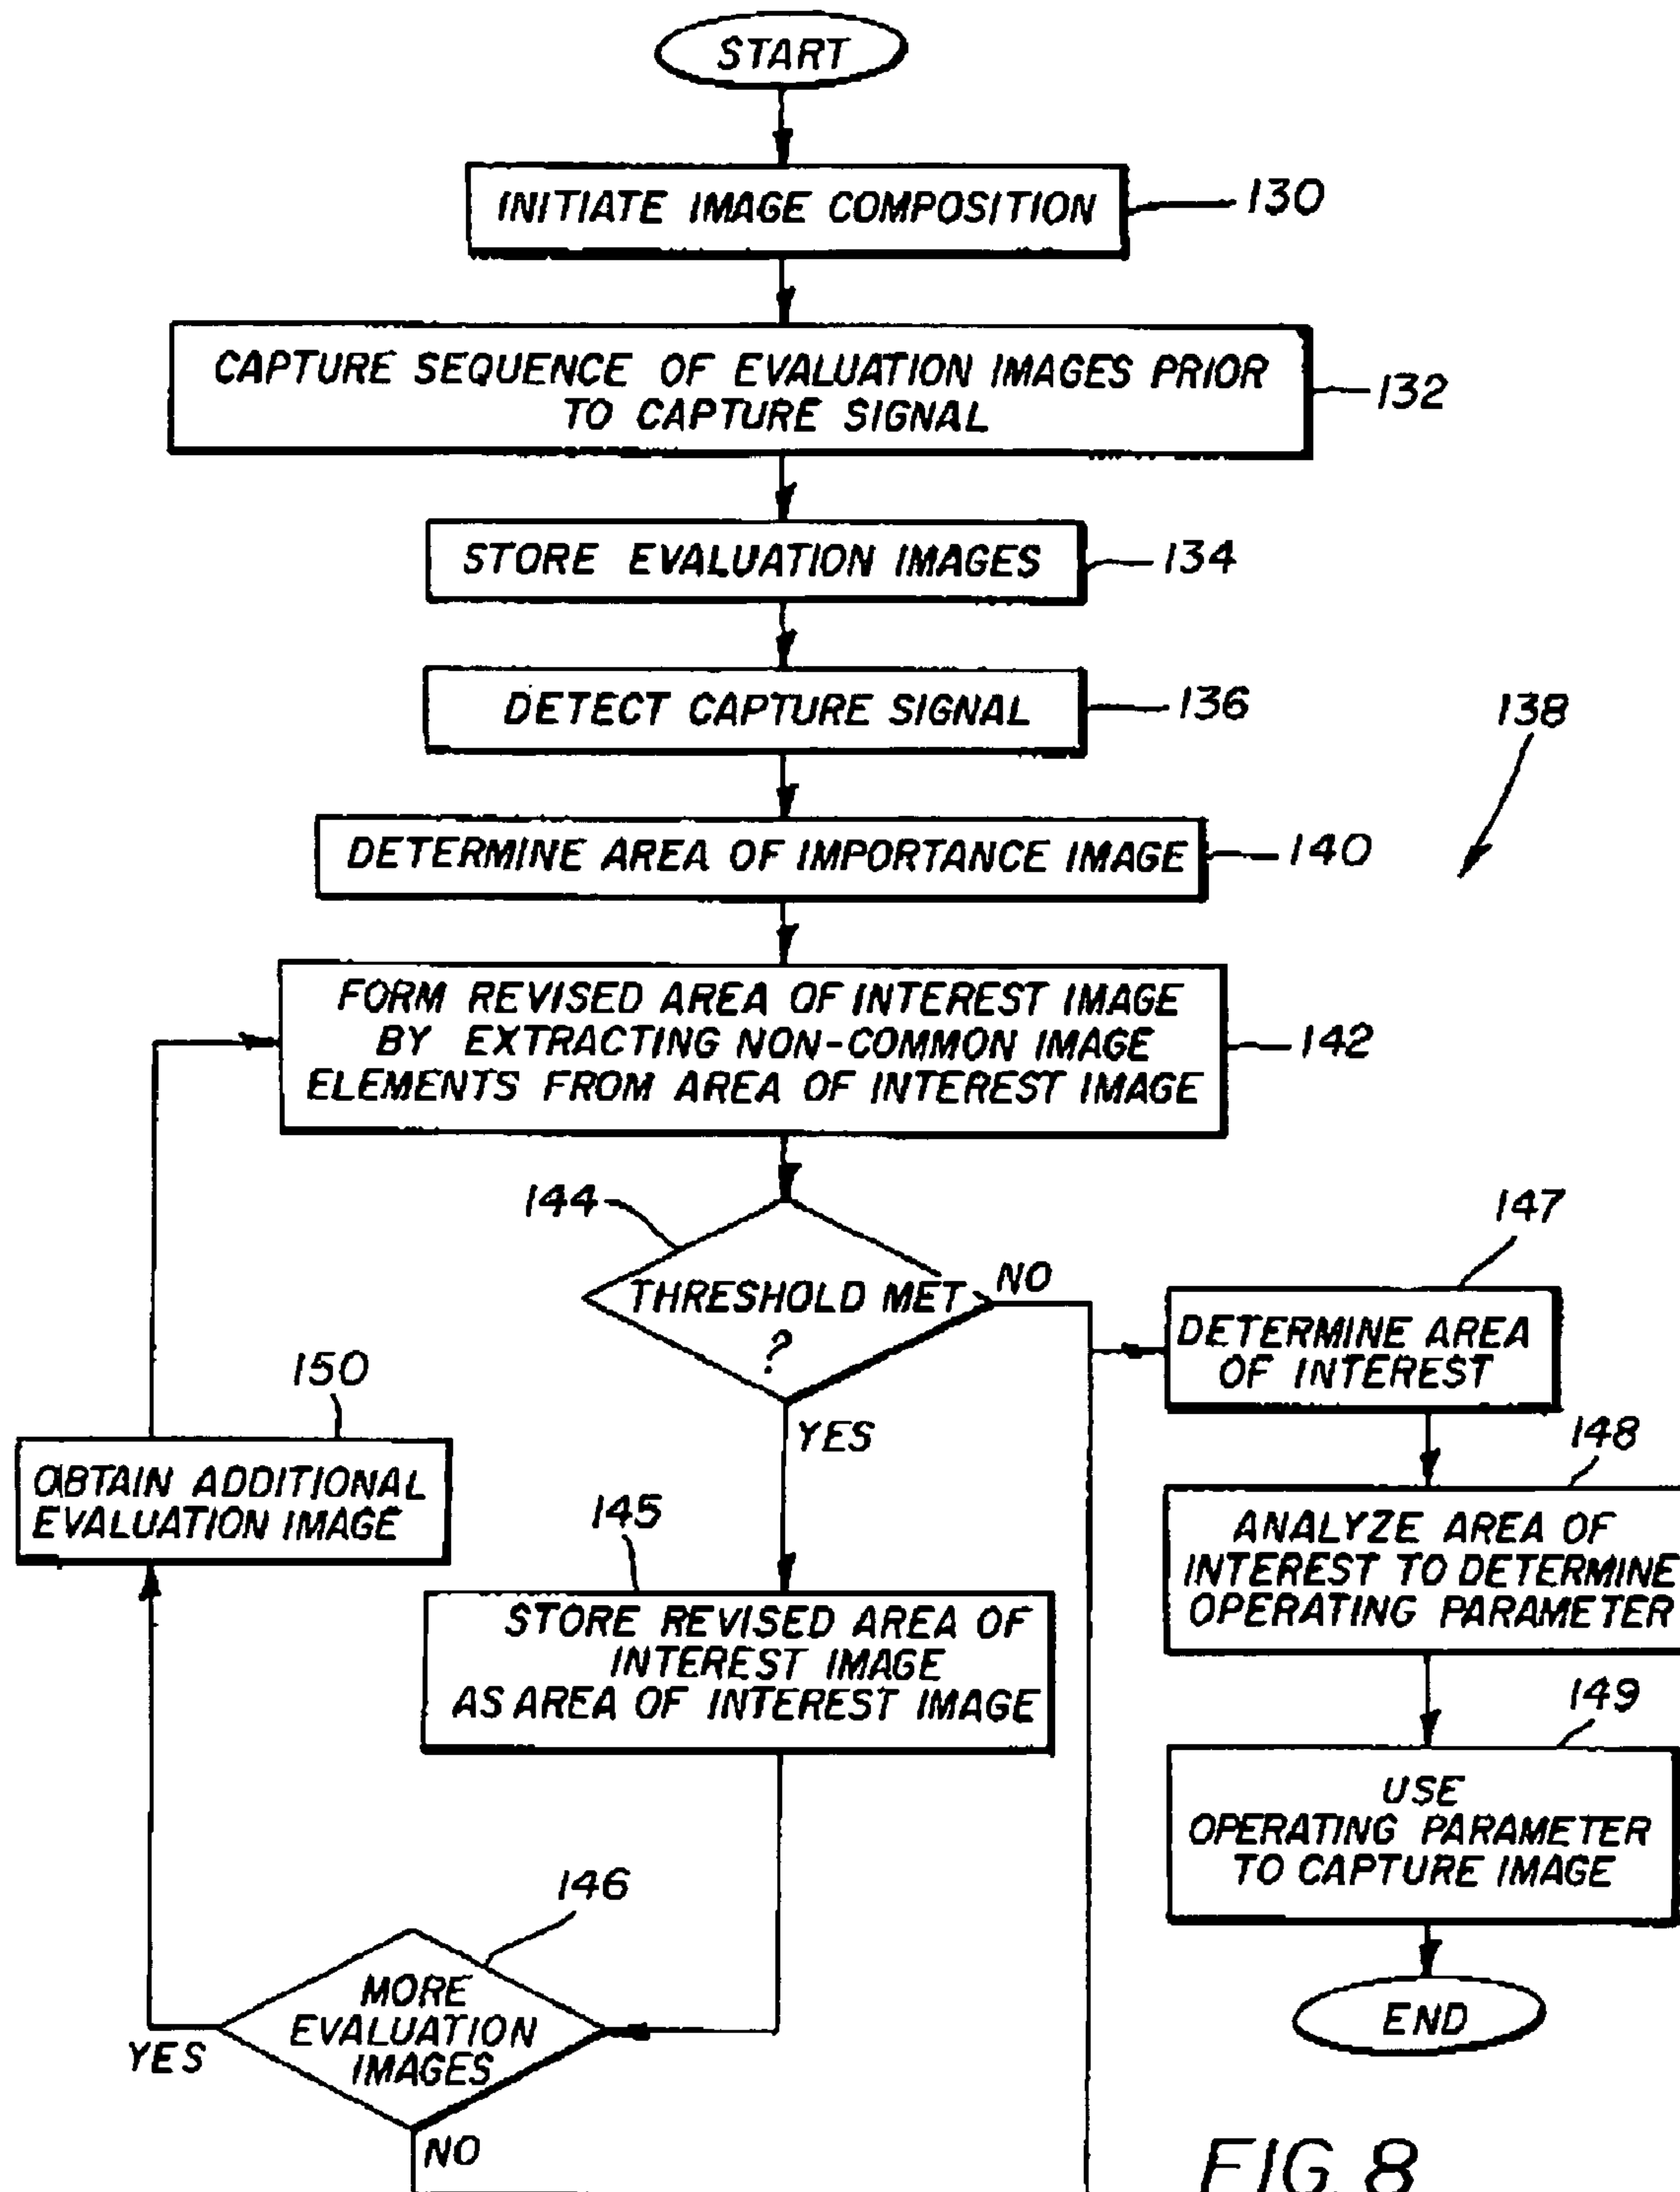 START
INITIATE IMAGE COMPOSITION
130
CAPTURE SEQUENCE OF EVALUATION IMAGES PRIOR
TO CAPTURE SIGNAL
132
STORE EVALUATION IMAGES
134
DETECT CAPTURE SIGNAL
136
138
DETERMINE AREA OF IMPORTANCE IMAGE
140
FORM REVISED AREA OF INTEREST IMAGE
BY EXTRACTING NON-COMMON IMAGE
ELEMENTS FROM AREA OF INTEREST IMAGE
142
144
THRESHOLD MET
?
NO
YES
147
DETERMINE AREA
OF INTEREST
150
OBTAIN ADDITIONAL
EVALUATION IMAGE
148
ANALYZE AREA OF
INTEREST TO DETERMINE
OPERATING PARAMETER
145
STORE REVISED AREA OF
INTEREST IMAGE
AS AREA OF INTEREST IMAGE
149
USE
OPERATING PARAMETER
TO CAPTURE IMAGE
146
MORE
EVALUATION
IMAGES
YES
NO
END
FIG. 8